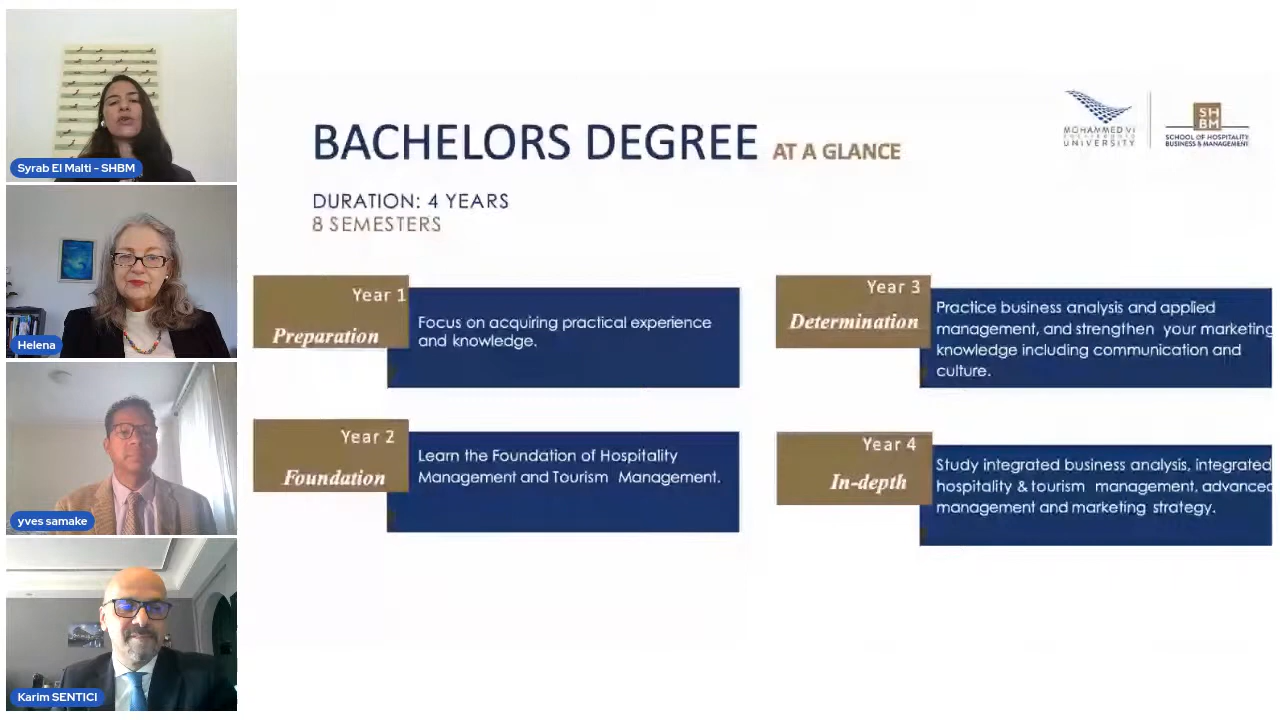 Syrab El Malti - SHBM
Helena
yves samake
Karim SENTICI
BACHELORS DEGREE AT A GLANCE
MOHAMMED VI
POLYTECHNIC
UNIVERSITY
SH
BM
SCHOOL OF HOSPITALITY
BUSINESS & MANAGEMENT
DURATION: 4 YEARS
8 SEMESTERS
Year 1
Preparation
Focus on acquiring practical experience
and knowledge.
Year 2
Foundation
Learn the Foundation of Hospitality
Management and Tourism Management.
Year 3
Determination
Practice business analysis and applied
management, and strengthen your marketing
knowledge including communication and
culture.
Year 4
In-depth
Study integrated business analysis, integrated
hospitality & tourism management, advanced
management and marketing strategy.